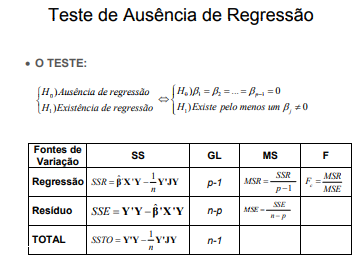 Teste de Ausência de Regressão
• O TESTE:
{H₀)Ausência de regressão ⇔ {H₀)β₁ = β₂ = ... = βₚ₋₁ = 0
{H₁)Existência de regressão {H₁)Existe pelo menos um βⱼ ≠ 0
Fontes de Variação SS GL MS F
Regressão SSR = β̂'X'Y − 1/n Y'JY p-1 MSR = SSR/p−1 Fc = MSR/MSE
Resíduo SSE = Y'Y − β̂'X'Y n-p MSE = SSE/n−p
TOTAL SSTO = Y'Y − 1/n Y'JY n-1